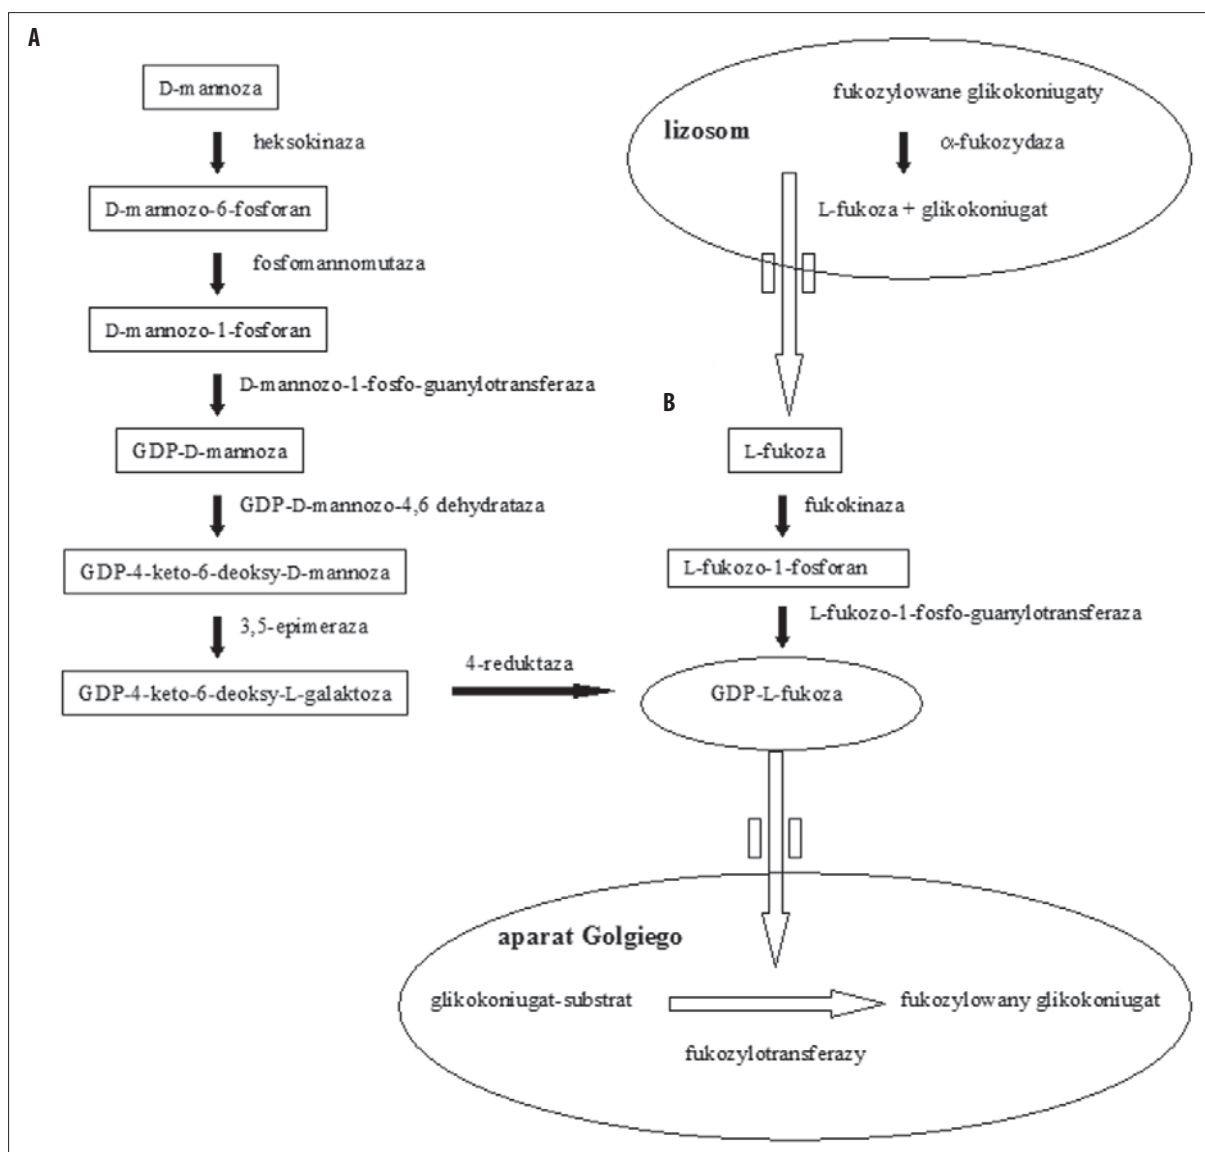 A
D-mannoza
heksokinaza
D-mannozo-6-fosforan
fosfomannomutaza
D-mannozo-1-fosforan
D-mannozo-1-fosfo-guanylotransferaza
GDP-D-mannoza
GDP-D-mannozo-4,6 dehydrataza
GDP-4-keto-6-deoksy-D-mannoza
3,5-epimeraza
GDP-4-keto-6-deoksy-L-galaktoza
4-reduktaza
lizosom
fukozylowane glikokoniugaty
α-fukozydaza
L-fukoza + glikokoniugat
B
L-fukoza
fukokinaza
L-fukozo-1-fosforan
L-fukozo-1-fosfo-guanylotransferaza
GDP-L-fukoza
aparat Golgiego
glikokoniugat-substrat
fukozylowany glikokoniugat
fukozylotransferazy